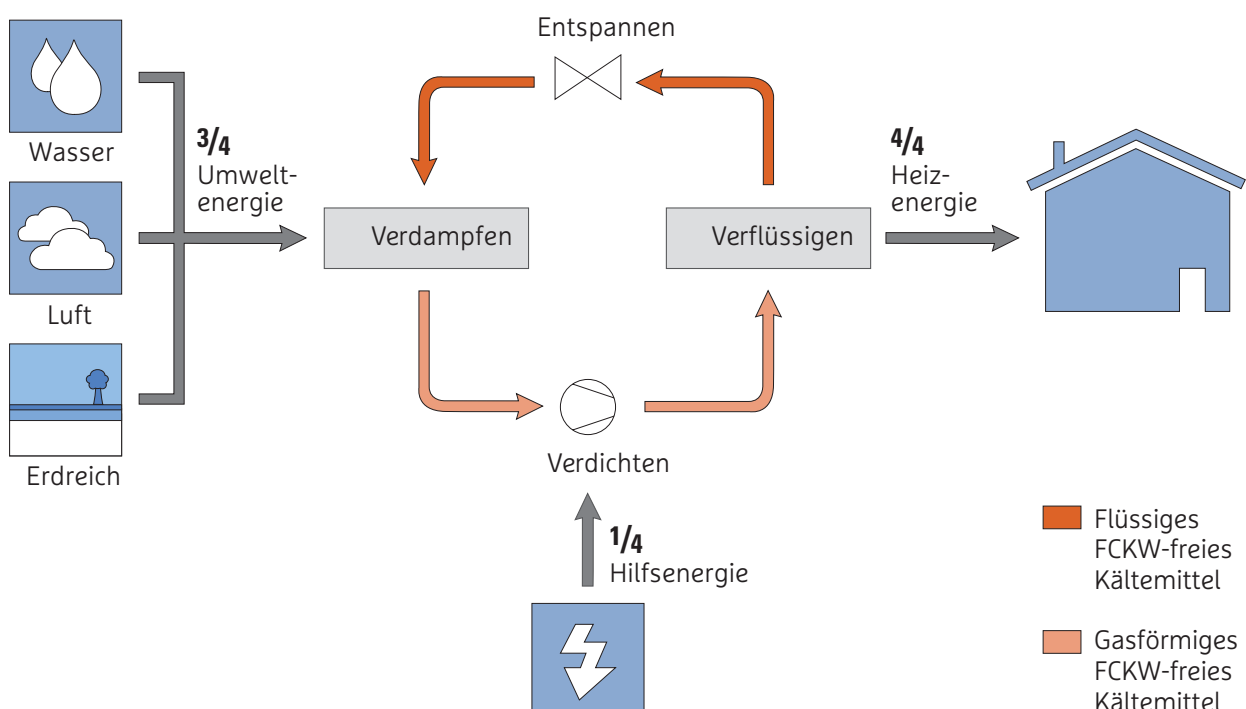 Entspannen
Wasser
3/4
Umwelt-
energie
4/4
Heiz-
energie
Verdampfen
Verflüssigen
Luft
Verdichten
Erdreich
1/4
Hilfsenergie
Flüssiges
FCKW-freies
Kältemittel
Gasförmiges
FCKW-freies
Kältemittel